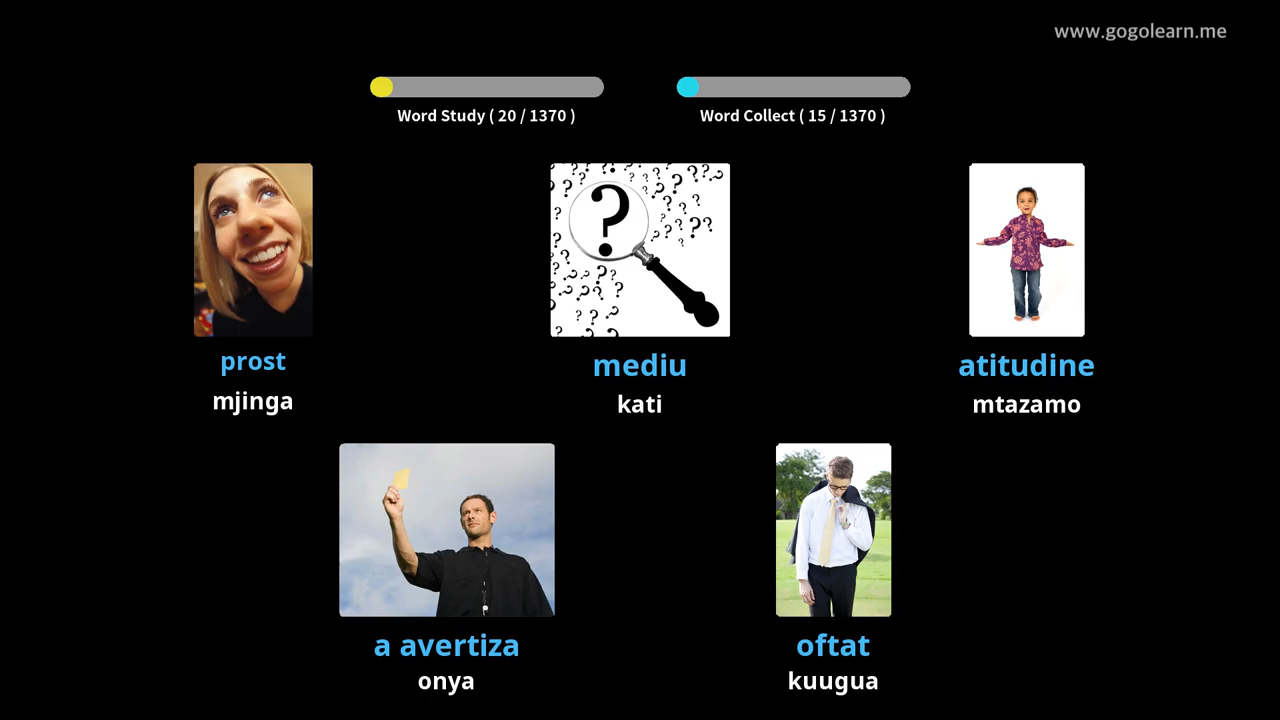 www.gogolearn.me
Word Study ( 20 / 1370 )
Word Collect ( 15 / 1370 )
prost
mjinga
mediu
kati
atitudine
mtazamo
a avertiza
onya
oftat
kuugua